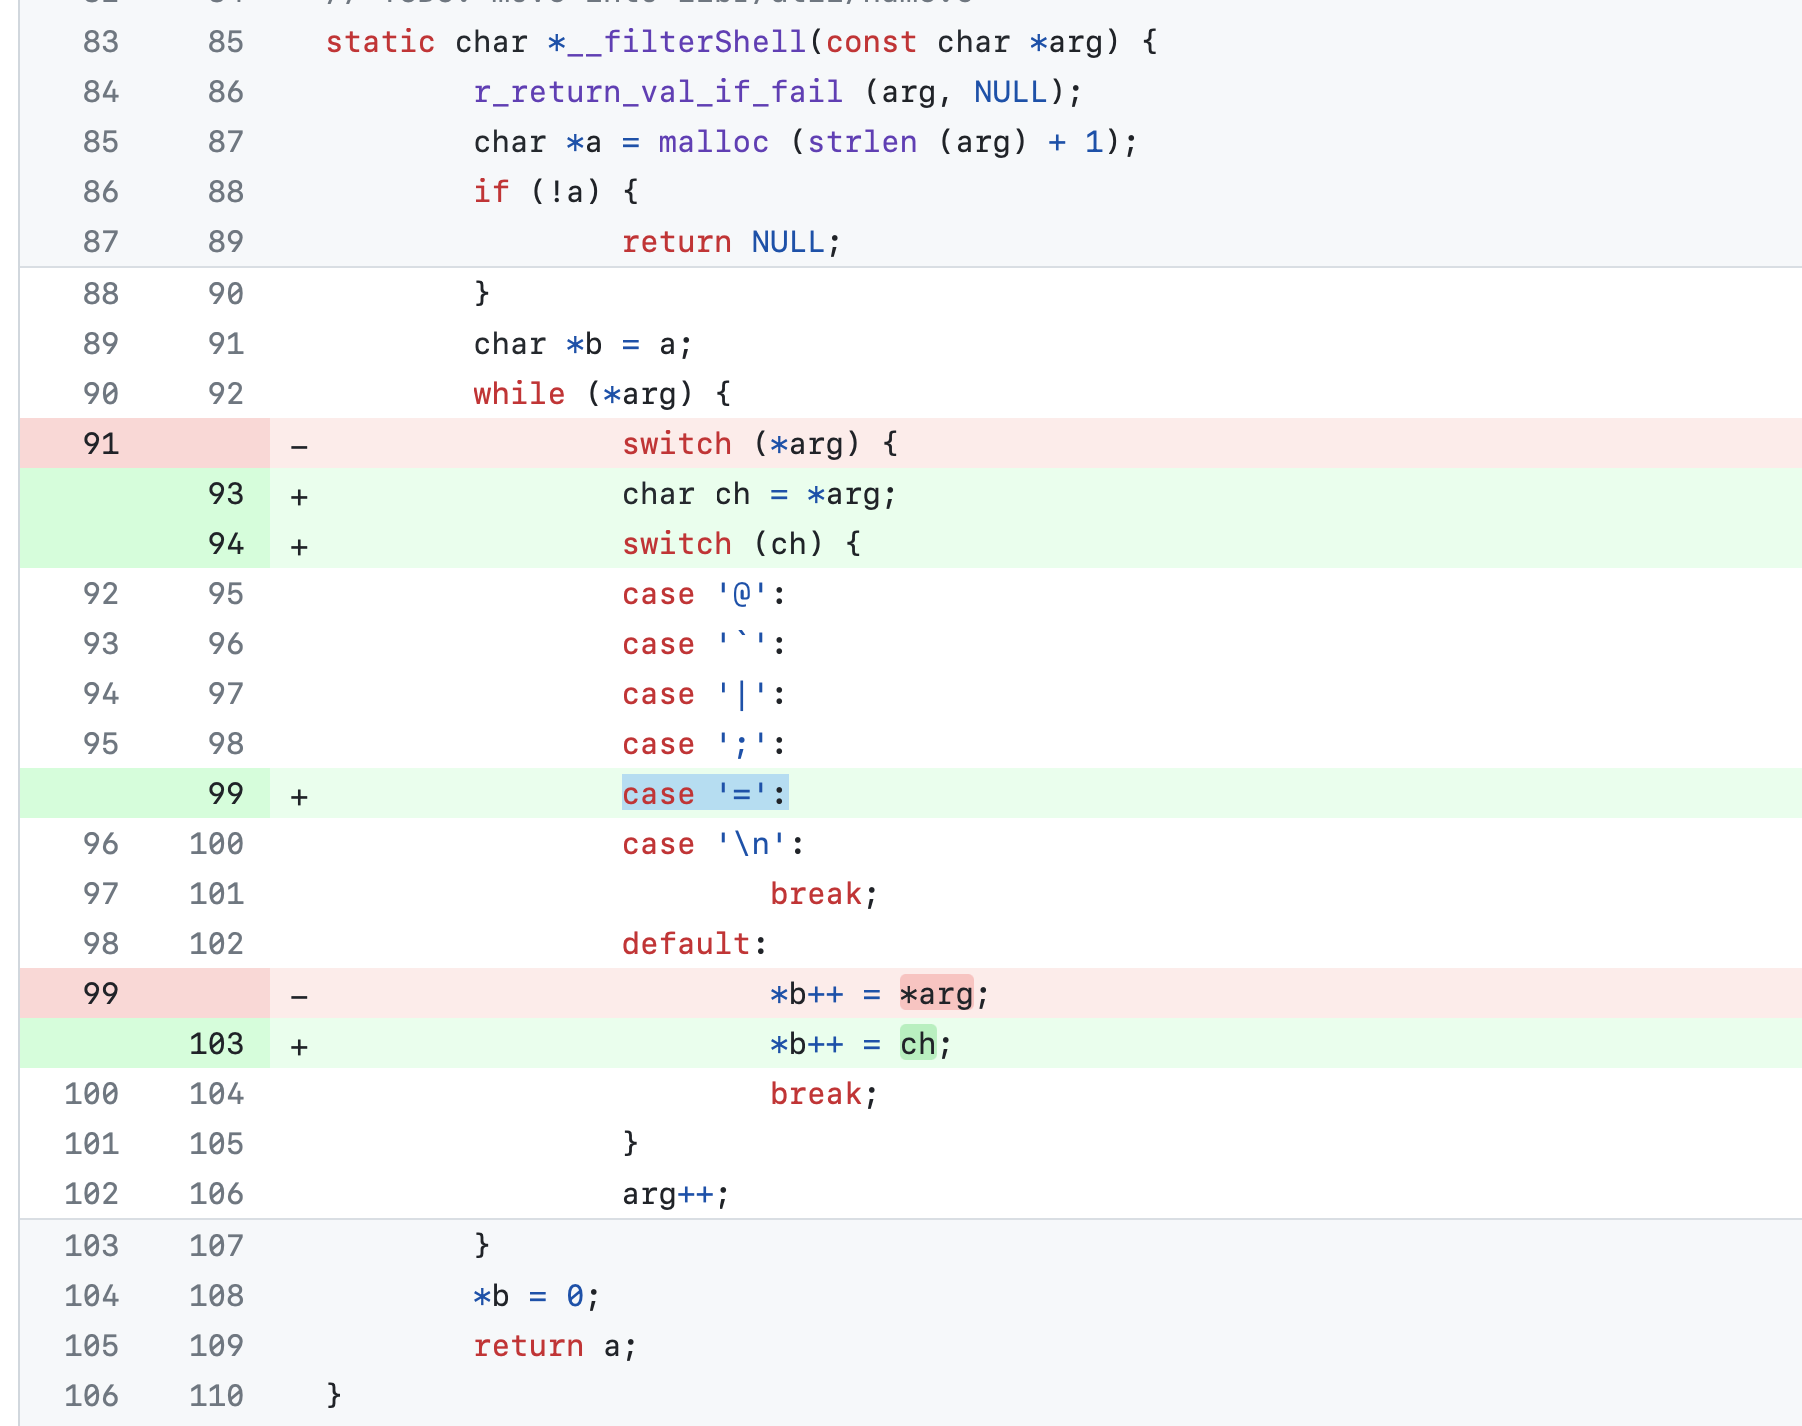 83 85 static char *__filterShell(const char *arg) {
84 86 r_return_val_if_fail (arg, NULL);
85 87 char *a = malloc (strlen (arg) + 1);
86 88 if (!a) {
87 89 return NULL;
88 90 }
89 91 char *b = a;
90 92 while (*arg) {
91 - switch (*arg) {
93 + char ch = *arg;
94 + switch (ch) {
92 95 case '@':
93 96 case '`':
94 97 case '|':
95 98 case ';':
99 + case '=':
96 100 case '\n':
97 101 break;
98 102 default:
99 - *b++ = *arg;
103 + *b++ = ch;
100 104 break;
101 105 }
102 106 arg++;
103 107 }
104 108 *b = 0;
105 109 return a;
106 110 }